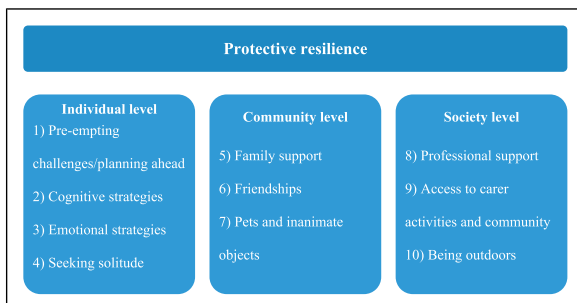 Protective resilience
Individual level
1) Pre-empting
challenges/planning ahead
2) Cognitive strategies
3) Emotional strategies
4) Seeking solitude
Community level
5) Family support
6) Friendships
7) Pets and inanimate
objects
Society level
8) Professional support
9) Access to carer
activities and community
10) Being outdoors